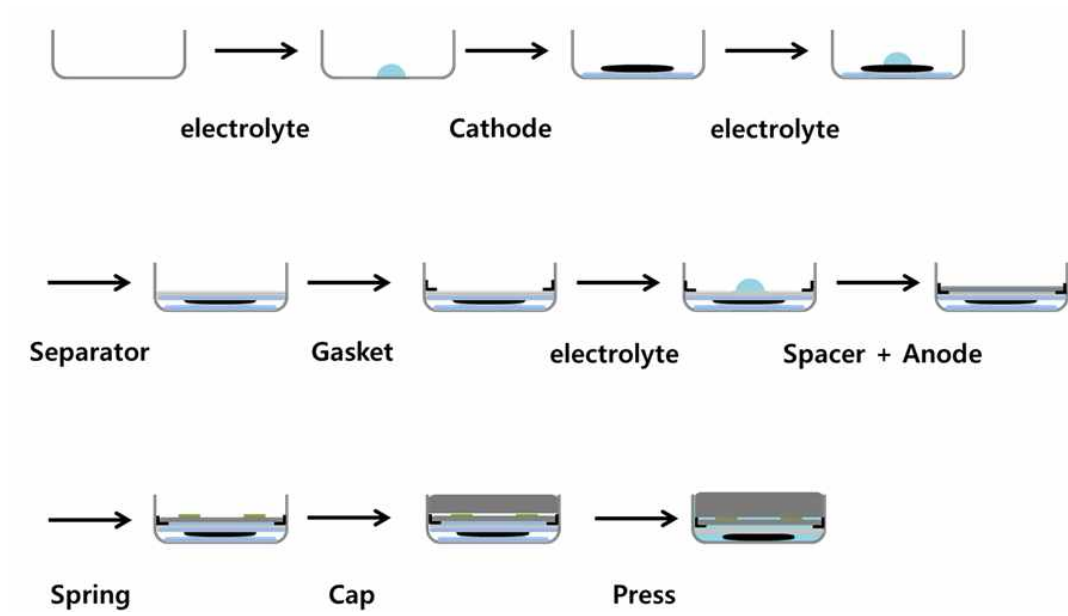 electrolyte
Cathode
electrolyte
Separator
Gasket
electrolyte
Spacer + Anode
Spring
Cap
Press